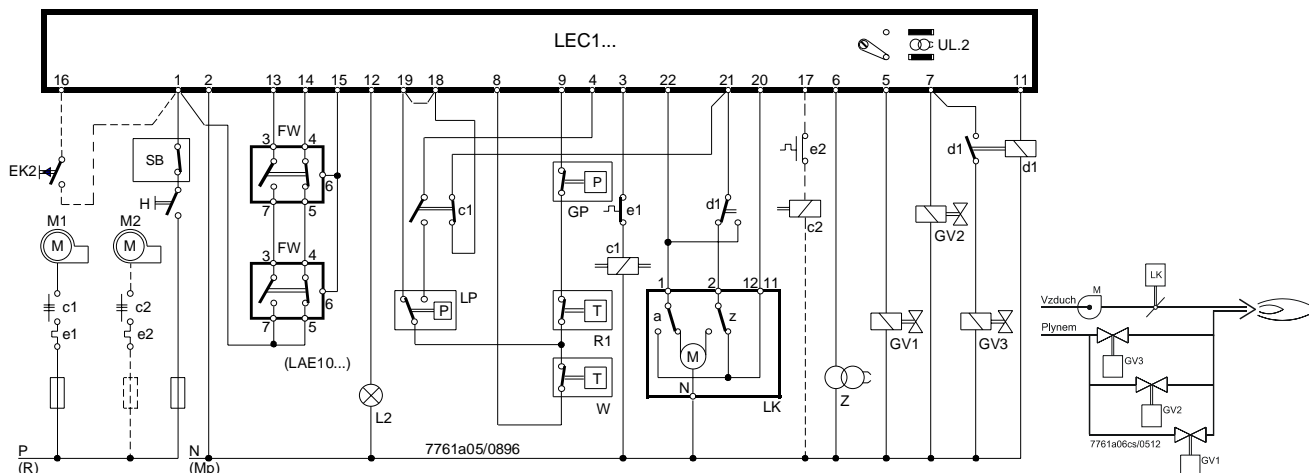 LEC1...
UL.2
16 1 2 13 14 15 12 19 18 8 9 4 3 22 21 20 17 6 5 7 11
3 FW 4
EK2
SB
H
6
7 5
M1 M2
M M
3 FW 4
6
7 5
c1 c2
e1 e2
(LAE10...)
L2
c1
LP
P
P
GP
e1
c1
T
R1
T
W
d1
1 2 12 11
a z
M
N
LK
e2
c2
Z
GV1
GV2
d1
d1
GV3
P
(R)
N
(Mp)
7761a05/0896
LK
M
Vzduch
Plynem
GV3
GV2
7761a06cs/0512
GV1